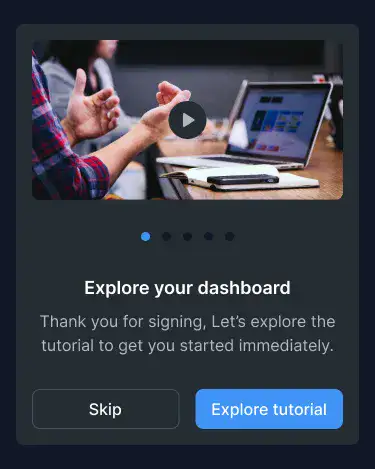 Explore your dashboard
Thank you for signing, Let’s explore the
tutorial to get you started immediately.
Skip
Explore tutorial